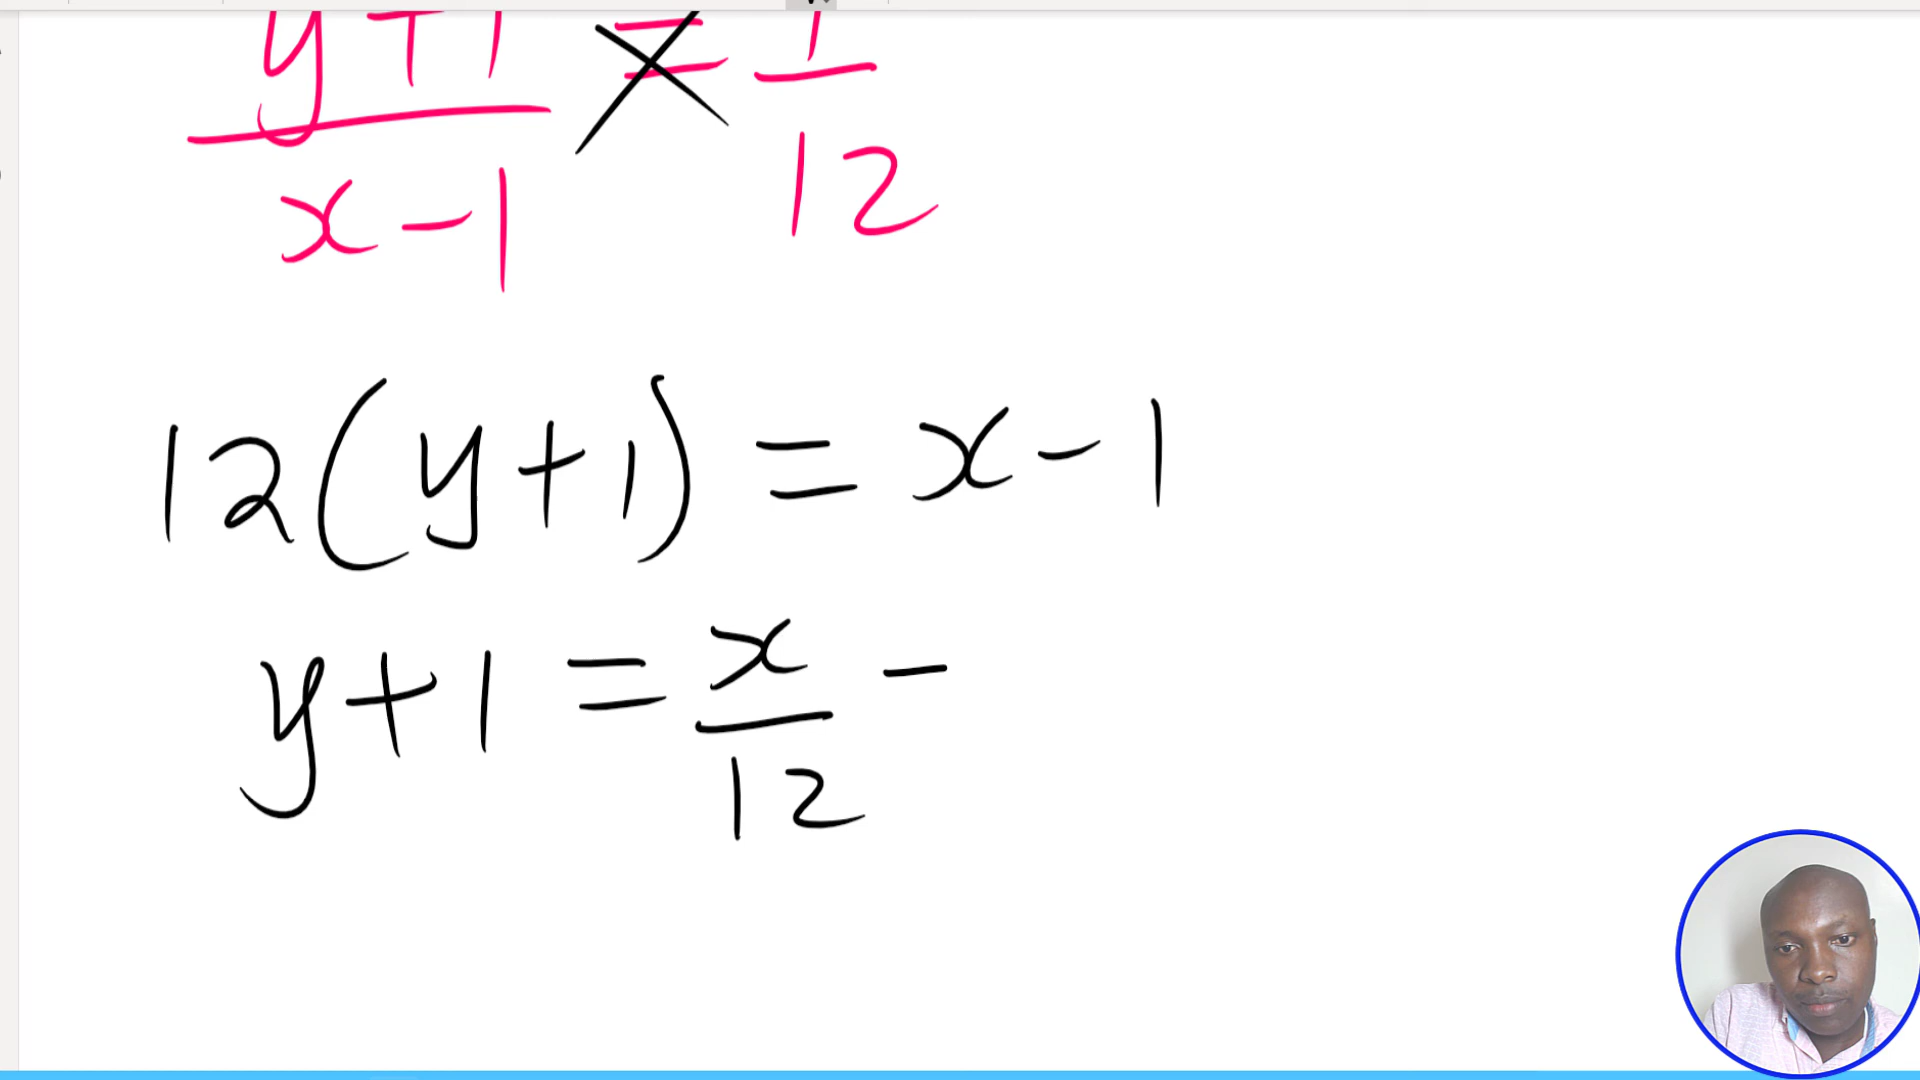 y+1 = 1
x-1 12
12(y+1) = x-1
y+1 = x/12 -